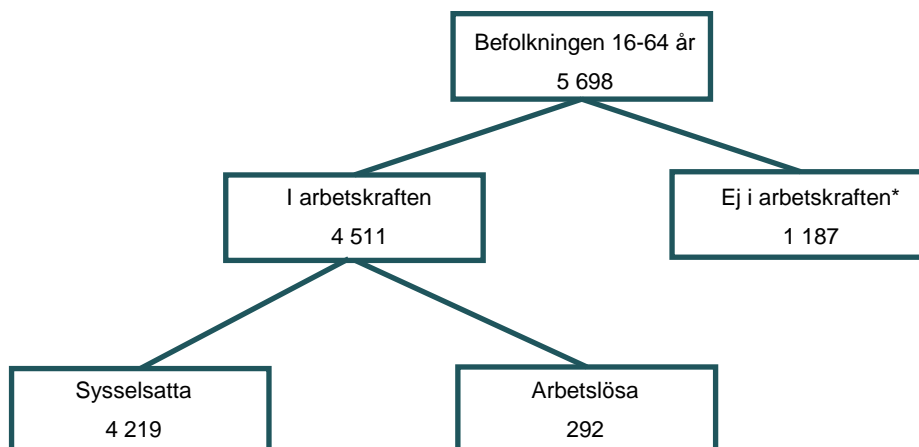 Befolkningen 16-64 år
5 698
I arbetskraften
4 511
Ej i arbetskraften*
1 187
Sysselsatta
4 219
Arbetslösa
292